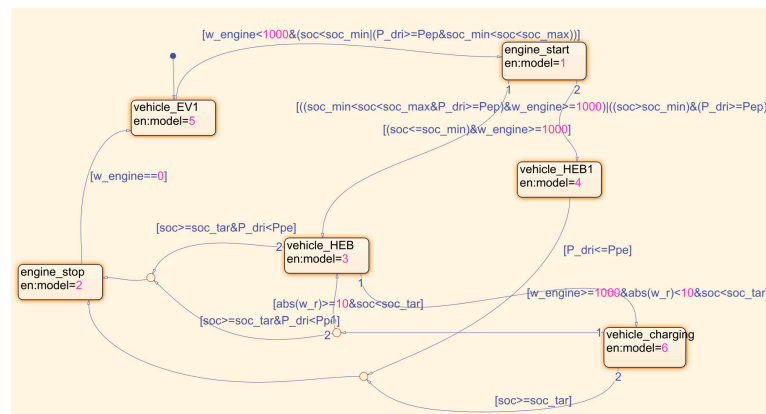 [w_engine<1000&(soc<soc_min|(P_dri>=Pep&soc_min<soc<soc_max))]
engine_start
en:model=1
1
2
vehicle_EV1
en:model=5
[((soc_min<soc<soc_max&P_dri>=Pep)&w_engine>=1000)|((soc>soc_min)&(P_dri>=Pep)
[(soc<=soc_min)&w_engine>=1000]
[w_engine==0]
vehicle_HEB1
en:model=4
[soc>=soc_tar&P_dri<Ppe]
vehicle_HEB
en:model=3
2
1
[P_dri<=Ppe]
engine_stop
en:model=2
[w_engine>=1000&abs(w_r)<10&soc<soc_tar]
[abs(w_r)>=10&soc<soc_tar]
[soc>=soc_tar&P_dri<Ppe]
2
1
vehicle_charging
en:model=6
2
[soc>=soc_tar]